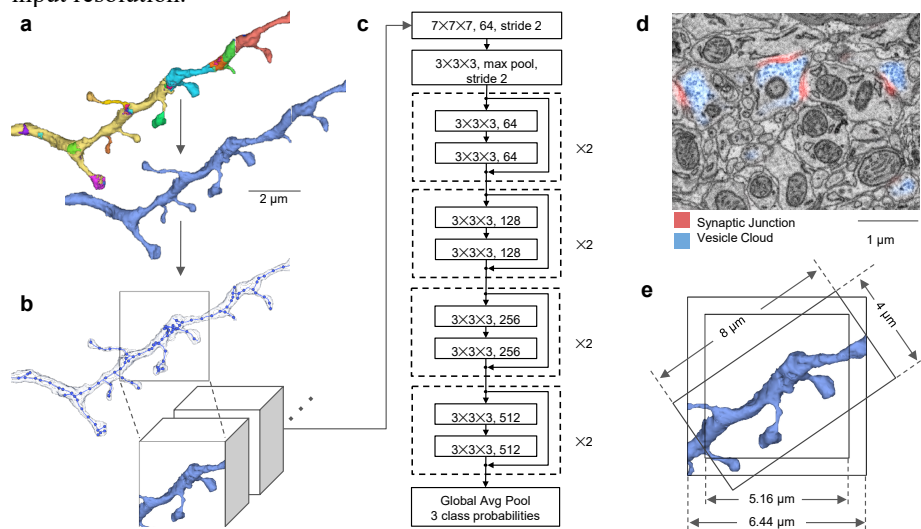 input resolution.
a
2 µm
b
c
7×7×7, 64, stride 2
3×3×3, max pool,
stride 2
3×3×3, 64
3×3×3, 64
×2
3×3×3, 128
3×3×3, 128
×2
3×3×3, 256
3×3×3, 256
×2
3×3×3, 512
3×3×3, 512
×2
Global Avg Pool
3 class probabilities
d
Synaptic Junction
Vesicle Cloud
1 µm
e
8 µm
4 µm
5.16 µm
6.44 µm